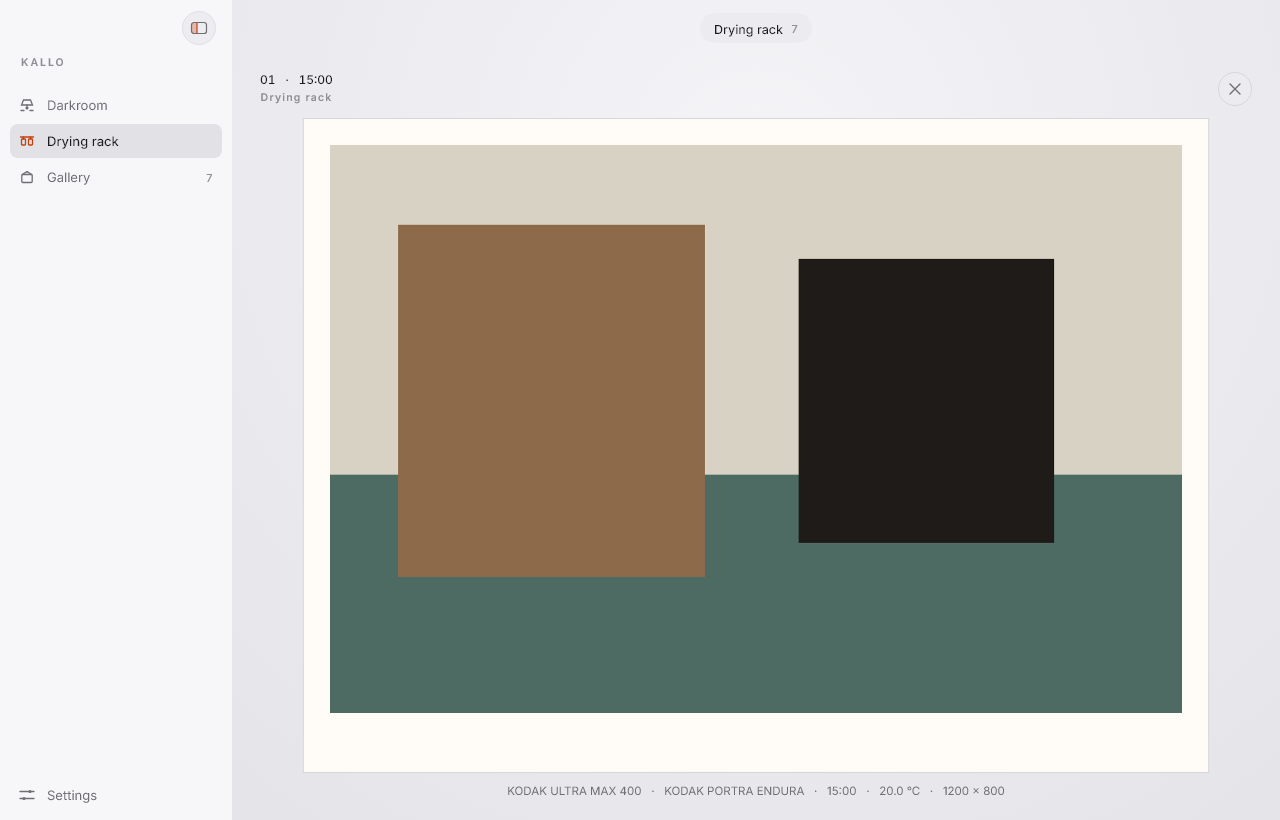 KALLO
Darkroom
Drying rack
Gallery 7
Settings
Drying rack 7
01 · 15:00
Drying rack
KODAK ULTRA MAX 400 · KODAK PORTRA ENDURA · 15:00 · 20.0 °C · 1200 × 800